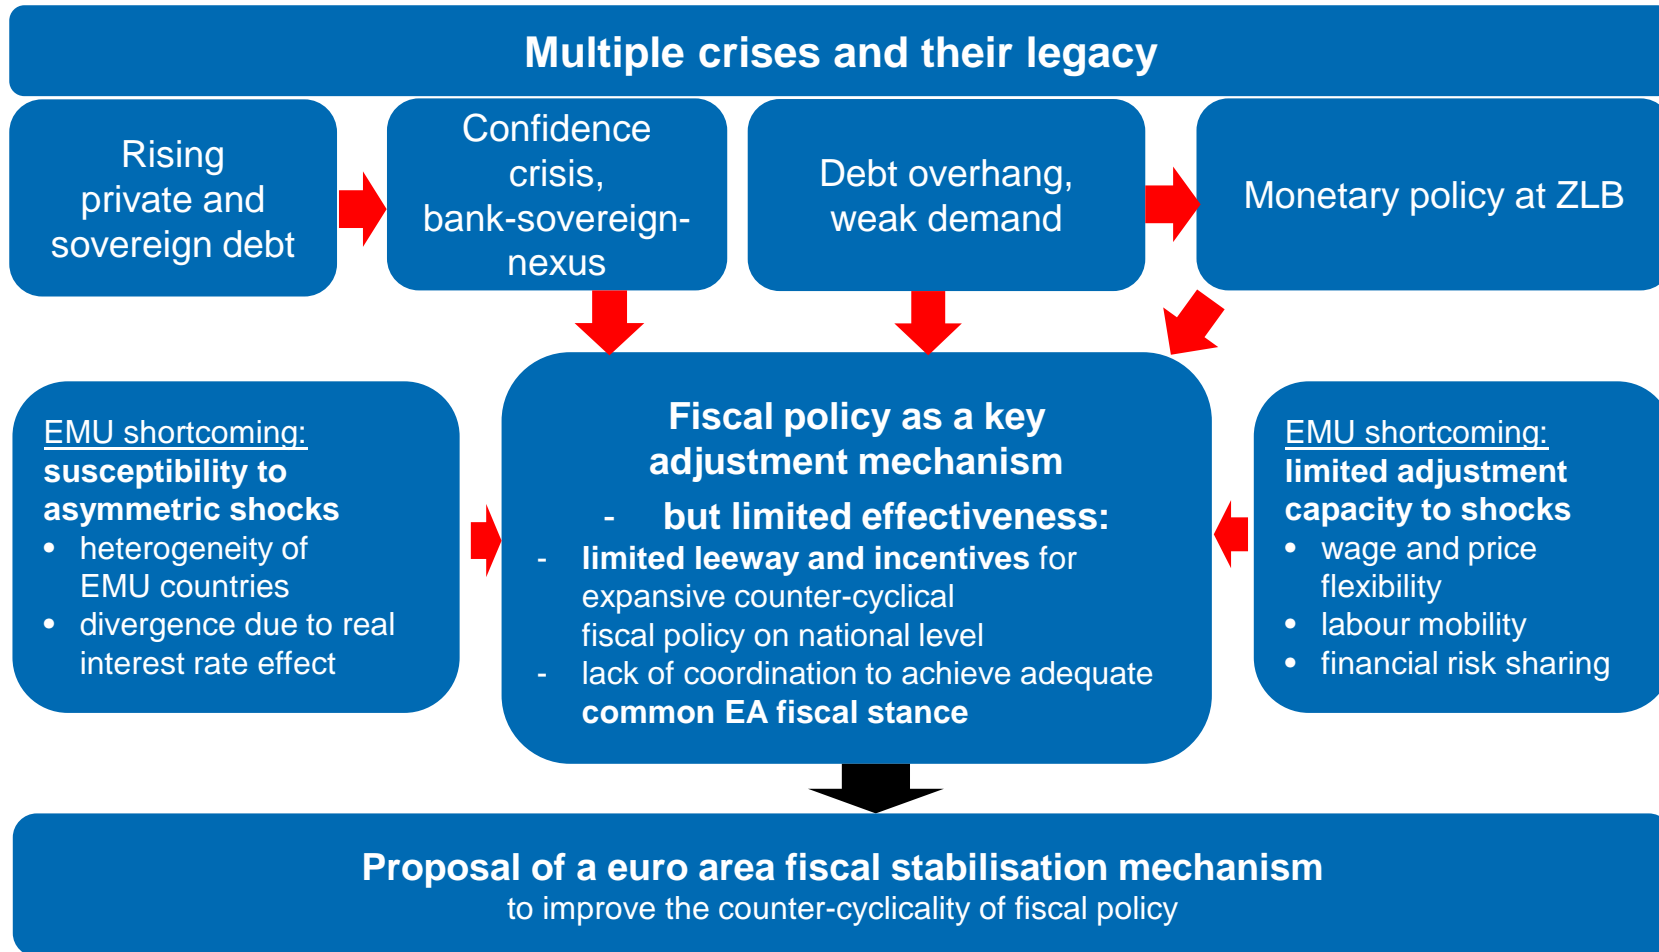 Multiple crises and their legacy
Rising
private and
sovereign debt
Confidence
crisis,
bank-sovereign-
nexus
Debt overhang,
weak demand
Monetary policy at ZLB
EMU shortcoming:
susceptibility to
asymmetric shocks
• heterogeneity of
EMU countries
• divergence due to real
interest rate effect
Fiscal policy as a key
adjustment mechanism
- but limited effectiveness:
- limited leeway and incentives for
expansive counter-cyclical
fiscal policy on national level
- lack of coordination to achieve adequate
common EA fiscal stance
EMU shortcoming:
limited adjustment
capacity to shocks
• wage and price
flexibility
• labour mobility
• financial risk sharing
Proposal of a euro area fiscal stabilisation mechanism
to improve the counter-cyclicality of fiscal policy